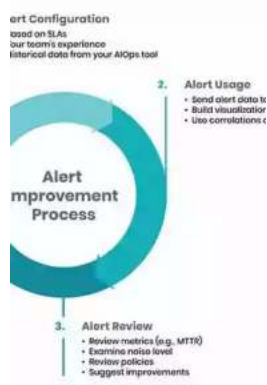 ert Configuration
ased on SLAs
our team's experience
istorical data from your AIOps tool
2. Alert Usage
• Send alert data to
• Build visualization
• Use correlations
Alert
mprovement
Process
3. Alert Review
• Review metrics (e.g., MTTR)
• Examine noise level
• Review policies
• Suggest improvements